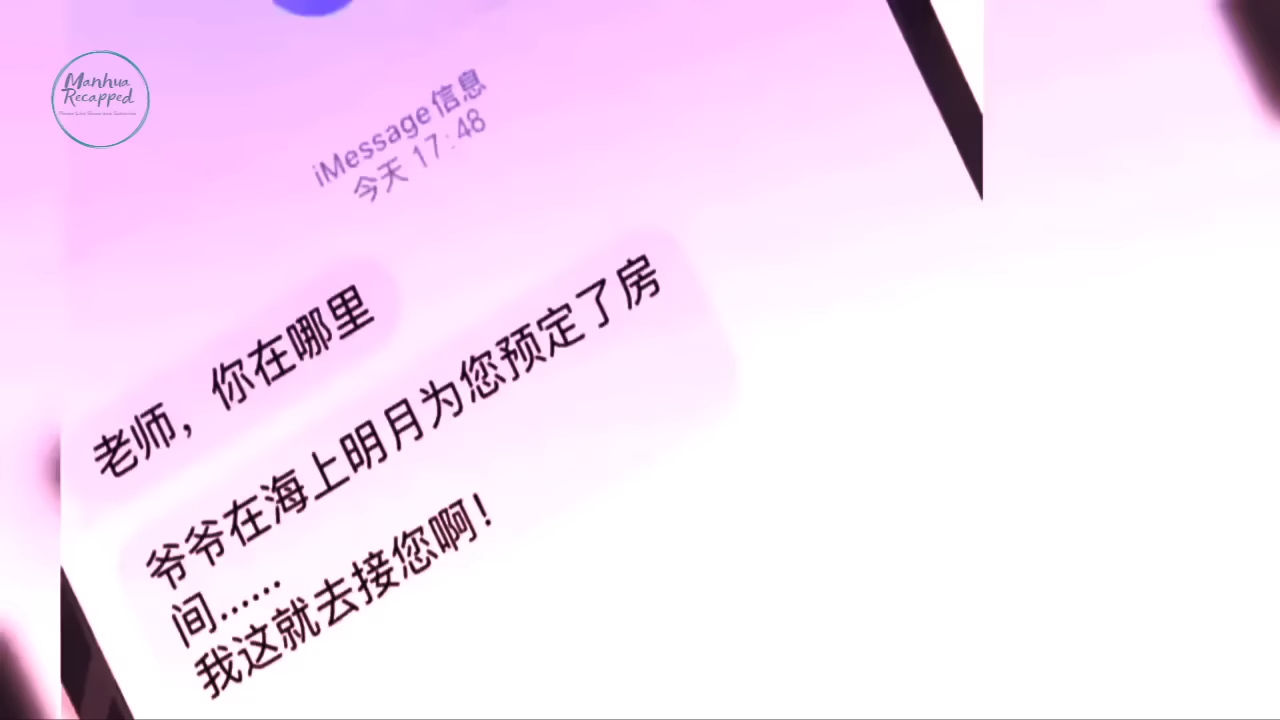 Manhua
Recapped
iMessage信息
今天 17:48
老师，你在哪里
爷爷在海上明月为您预定了房
间......
我这就去接您啊！